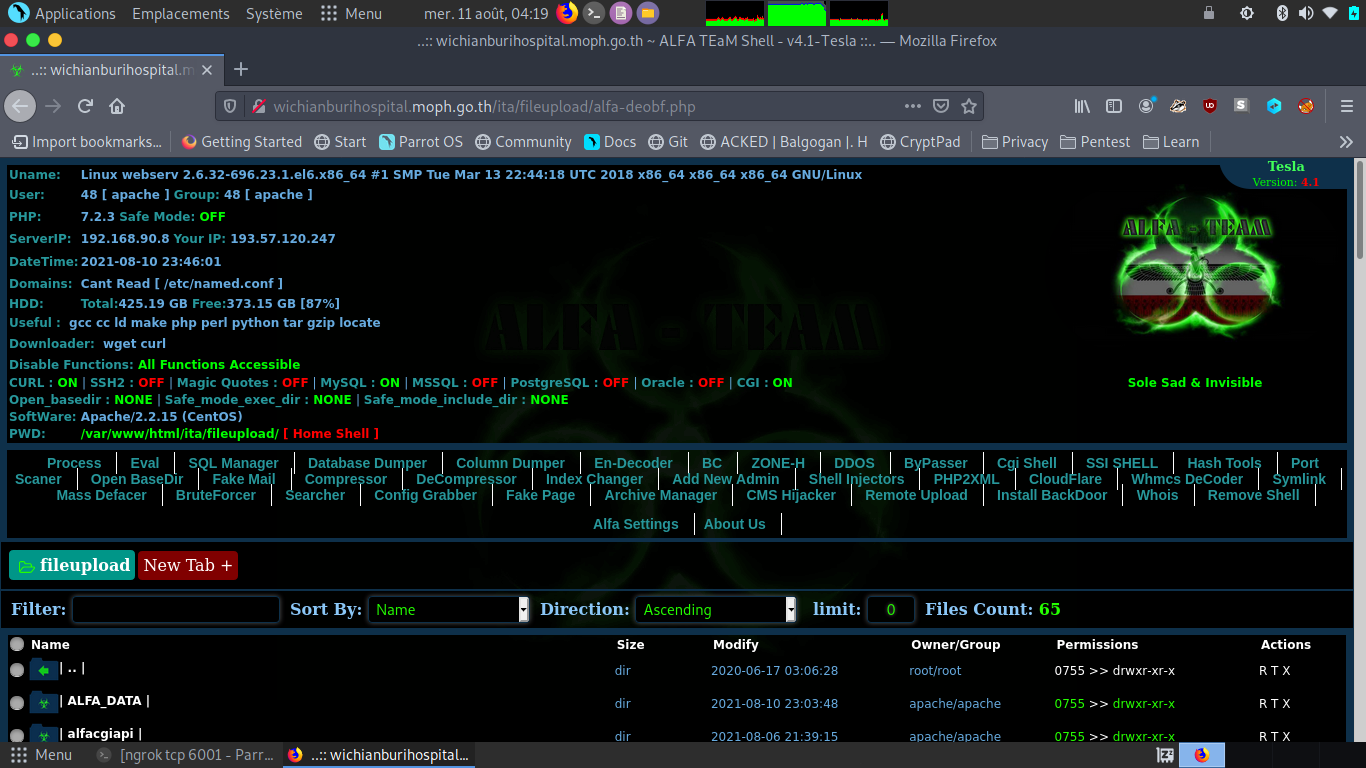 Applications Emplacements Système Menu mer. 11 août, 04:19
..:: wichianburihospital.moph.go.th ~ ALFA TEaM Shell - v4.1-Tesla ::.. — Mozilla Firefox
..:: wichianburihospital.m
wichianburihospital.moph.go.th/ita/fileupload/alfa-deobf.php
Import bookmarks... Getting Started Start Parrot OS Community Docs Git ACKED | Balgogan |. H CryptPad Privacy Pentest Learn
Tesla
Version: 4.1
Uname: Linux webserv 2.6.32-696.23.1.el6.x86_64 #1 SMP Tue Mar 13 22:44:18 UTC 2018 x86_64 x86_64 x86_64 GNU/Linux
User: 48 [ apache ] Group: 48 [ apache ]
PHP: 7.2.3 Safe Mode: OFF
ALFA - TEAM
ServerIP: 192.168.90.8 Your IP: 193.57.120.247
DateTime: 2021-08-10 23:46:01
Domains: Cant Read [ /etc/named.conf ]
HDD: Total:425.19 GB Free:373.15 GB [87%]
Useful : gcc cc ld make php perl python tar gzip locate
ALFA - TEAM
Downloader: wget curl
Disable Functions: All Functions Accessible
CURL : ON | SSH2 : OFF | Magic Quotes : OFF | MySQL : ON | MSSQL : OFF | PostgreSQL : OFF | Oracle : OFF | CGI : ON
Sole Sad & Invisible
Open_basedir : NONE | Safe_mode_exec_dir : NONE | Safe_mode_include_dir : NONE
SoftWare: Apache/2.2.15 (CentOS)
PWD: /var/www/html/ita/fileupload/ [ Home Shell ]
Process Eval SQL Manager Database Dumper Column Dumper En-Decoder BC ZONE-H DDOS ByPasser Cgi Shell SSI SHELL Hash Tools Port
Scaner Open BaseDir Fake Mail Compressor DeCompressor Index Changer Add New Admin Shell Injectors PHP2XML CloudFlare Whmcs DeCoder Symlink
Mass Defacer BruteForcer Searcher Config Grabber Fake Page Archive Manager CMS Hijacker Remote Upload Install BackDoor Whois Remove Shell
Alfa Settings About Us
fileupload New Tab +
Filter: Sort By: Name Direction: Ascending limit: 0 Files Count: 65
Name Size Modify Owner/Group Permissions Actions
| .. | dir 2020-06-17 03:06:28 root/root 0755 >> drwxr-xr-x R T X
| ALFA_DATA | dir 2021-08-10 23:03:48 apache/apache 0755 >> drwxr-xr-x R T X
| alfacgiapi | dir 2021-08-06 21:39:15 apache/apache 0755 >> drwxr-xr-x R T X
Menu [ngrok tcp 6001 - Parr... ..:: wichianburihospital...